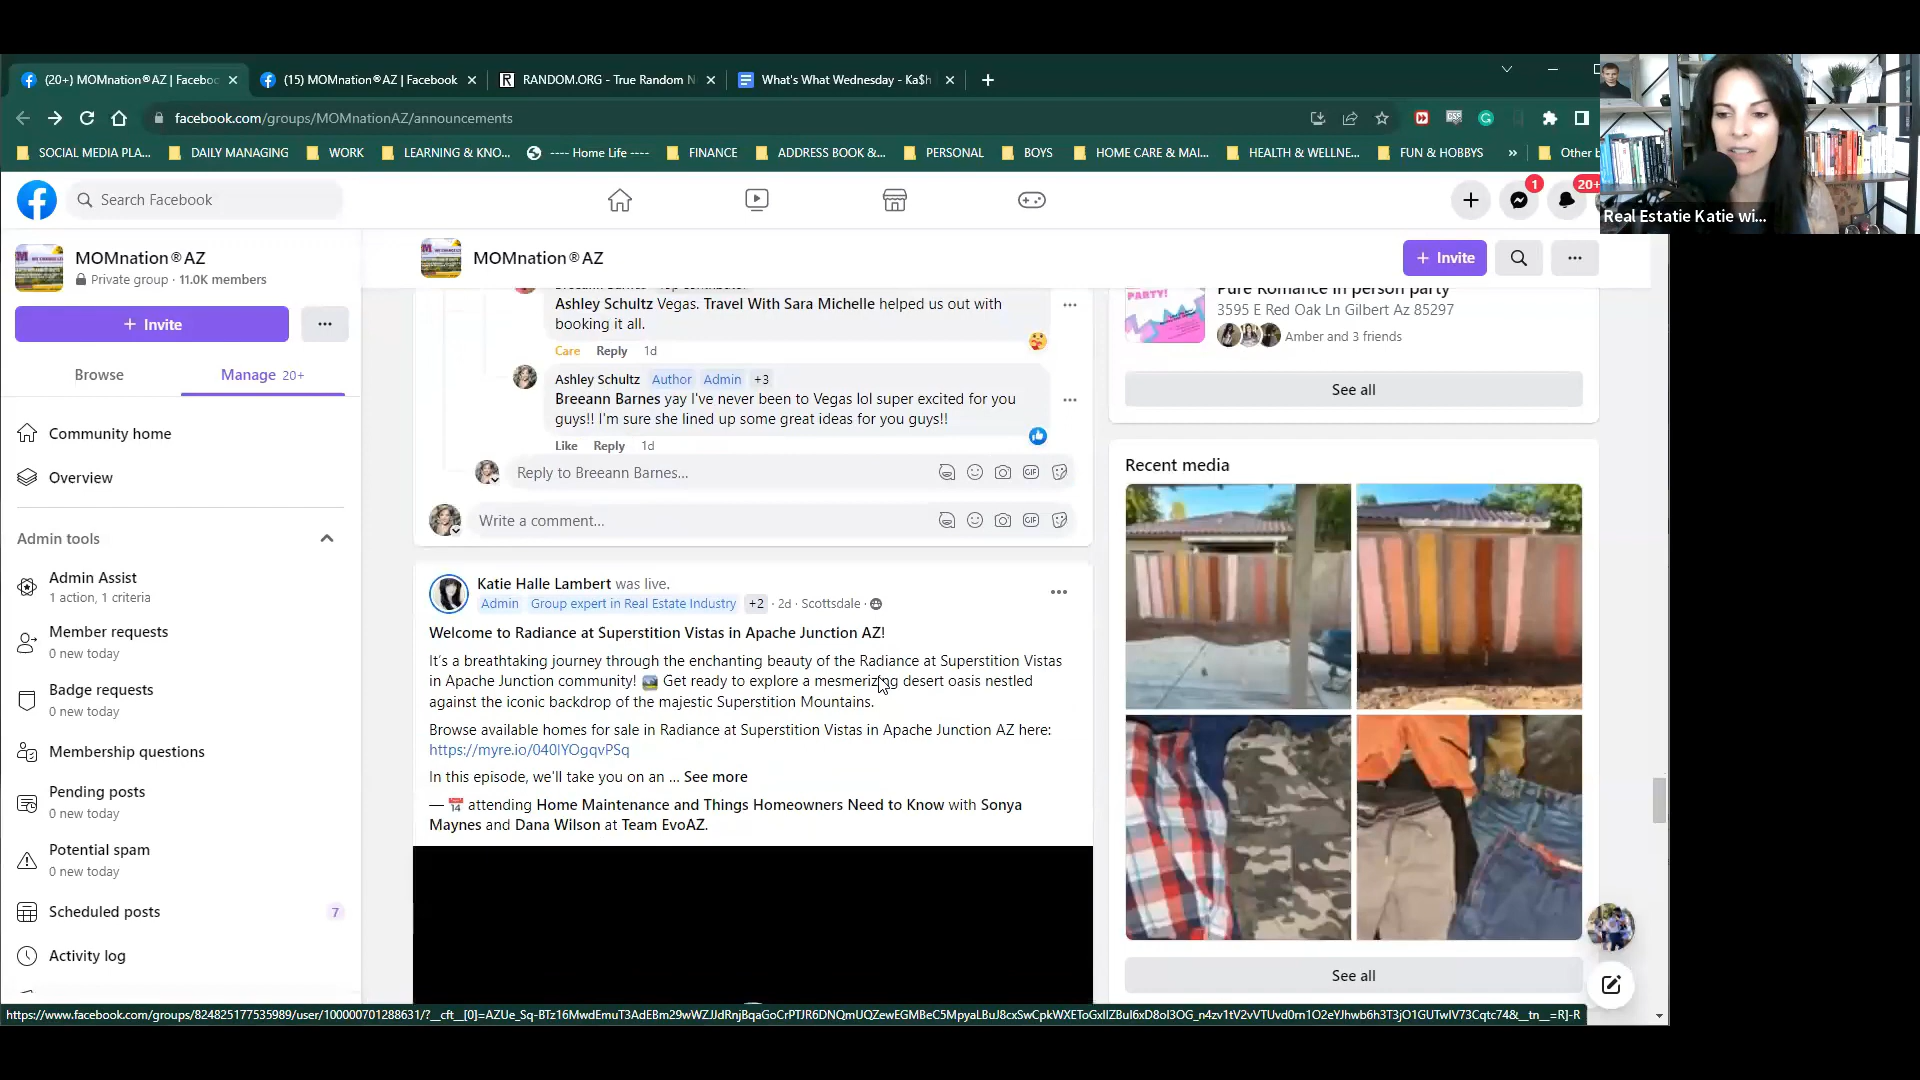 (20+) MOMnation®AZ | Faceboc
(15) MOMnation®AZ | Facebook
RANDOM.ORG - True Random N
What's What Wednesday - Ka$h
facebook.com/groups/MOMnationAZ/announcements
SOCIAL MEDIA PLA...
DAILY MANAGING
WORK
LEARNING & KNO...
---- Home Life ----
FINANCE
ADDRESS BOOK &...
PERSONAL
BOYS
HOME CARE & MAI...
HEALTH & WELLNE...
FUN & HOBBYS
»
Other b
Real Estatie Katie wi...
Search Facebook
1
20+
MOMnation®AZ
Private group · 11.0K members
+ Invite
Browse
Manage 20+
Community home
Overview
Admin tools
Admin Assist
1 action, 1 criteria
Member requests
0 new today
Badge requests
0 new today
Membership questions
Pending posts
0 new today
Potential spam
0 new today
Scheduled posts
7
Activity log
MOMnation®AZ
+ Invite
Ashley Schultz Vegas. Travel With Sara Michelle helped us out with
booking it all.
Care Reply 1d
Ashley Schultz Author Admin +3
Breeann Barnes yay I've never been to Vegas lol super excited for you
guys!! I'm sure she lined up some great ideas for you guys!!
Like Reply 1d
Reply to Breeann Barnes...
Write a comment...
Katie Halle Lambert was live.
Admin Group expert in Real Estate Industry +2 · 2d · Scottsdale ·
Welcome to Radiance at Superstition Vistas in Apache Junction AZ!
It's a breathtaking journey through the enchanting beauty of the Radiance at Superstition Vistas
in Apache Junction community! Get ready to explore a mesmerizing desert oasis nestled
against the iconic backdrop of the majestic Superstition Mountains.
Browse available homes for sale in Radiance at Superstition Vistas in Apache Junction AZ here:
https://myre.io/040lYOgqvPSq
In this episode, we'll take you on an ... See more
— attending Home Maintenance and Things Homeowners Need to Know with Sonya
Maynes and Dana Wilson at Team EvoAZ.
PARTY!
Pure Romance in person party
3595 E Red Oak Ln Gilbert Az 85297
Amber and 3 friends
See all
Recent media
See all